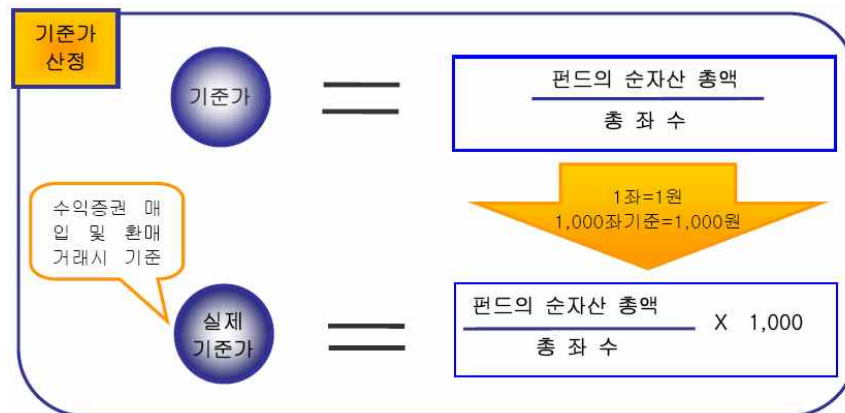 기준가
산정
기준가
펀드의 순자산 총액
총 좌 수
1좌=1원
1,000좌기준=1,000원
수익증권 매
입 및 환매
거래시 기준
실제
기준가
펀드의 순자산 총액
총 좌 수
X 1,000